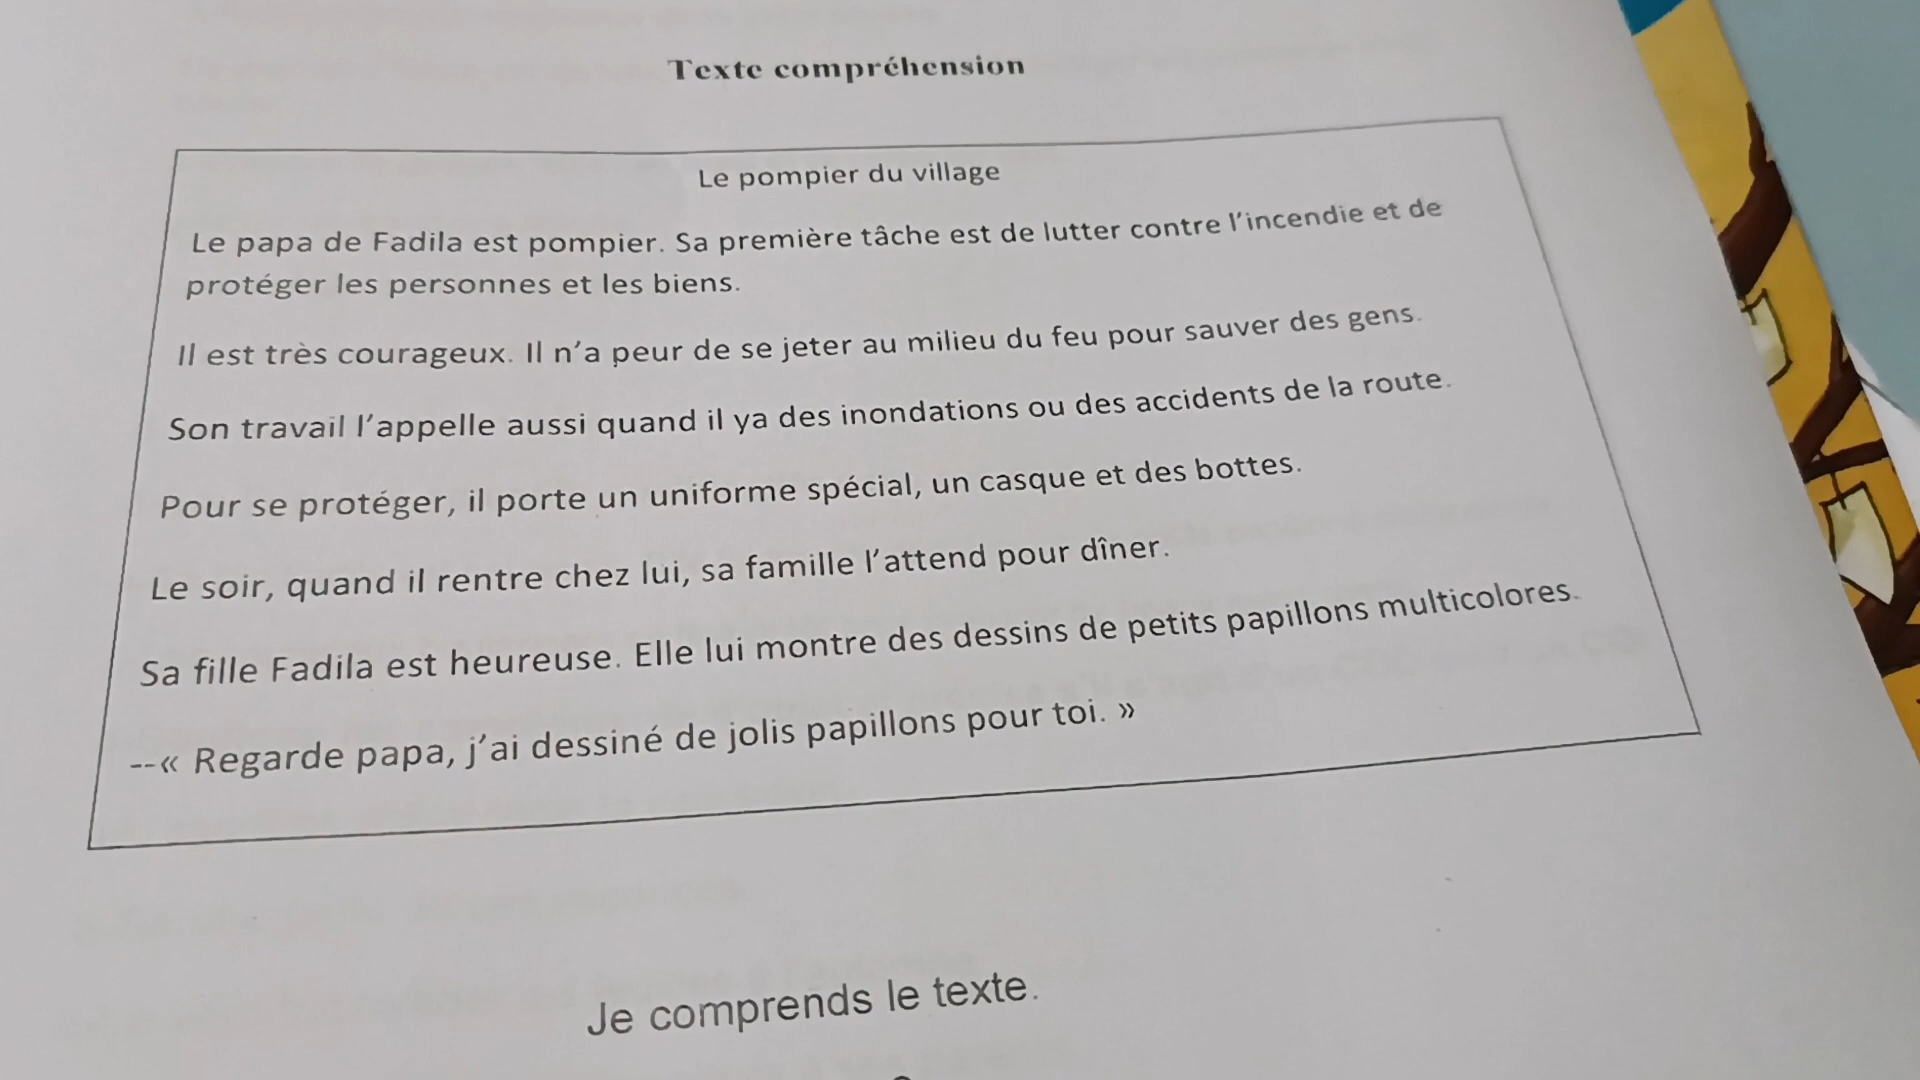 Texte compréhension
Le pompier du village
Le papa de Fadila est pompier. Sa première tâche est de lutter contre l'incendie et de
protéger les personnes et les biens.
Il est très courageux. Il n'a peur de se jeter au milieu du feu pour sauver des gens.
Son travail l'appelle aussi quand il ya des inondations ou des accidents de la route.
Pour se protéger, il porte un uniforme spécial, un casque et des bottes.
Le soir, quand il rentre chez lui, sa famille l'attend pour dîner.
Sa fille Fadila est heureuse. Elle lui montre des dessins de petits papillons multicolores.
--« Regarde papa, j'ai dessiné de jolis papillons pour toi. »
Je comprends le texte.